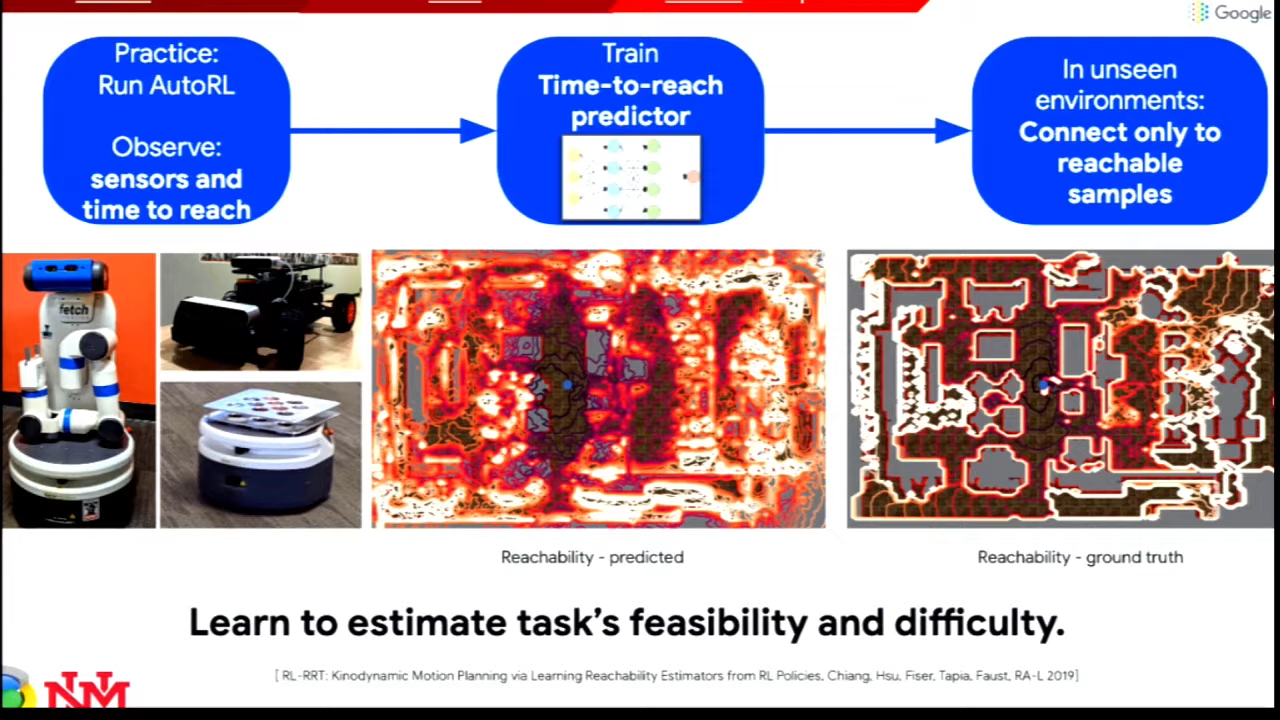 Google
Practice:
Run AutoRL
Observe:
sensors and
time to reach
Train
Time-to-reach
predictor
In unseen
environments:
Connect only to
reachable
samples
fetch
Reachability - predicted
Reachability - ground truth
Learn to estimate task's feasibility and difficulty.
[ RL-RRT: Kinodynamic Motion Planning via Learning Reachability Estimators from RL Policies, Chiang, Hsu, Fiser, Tapia, Faust, RA-L 2019]
NM